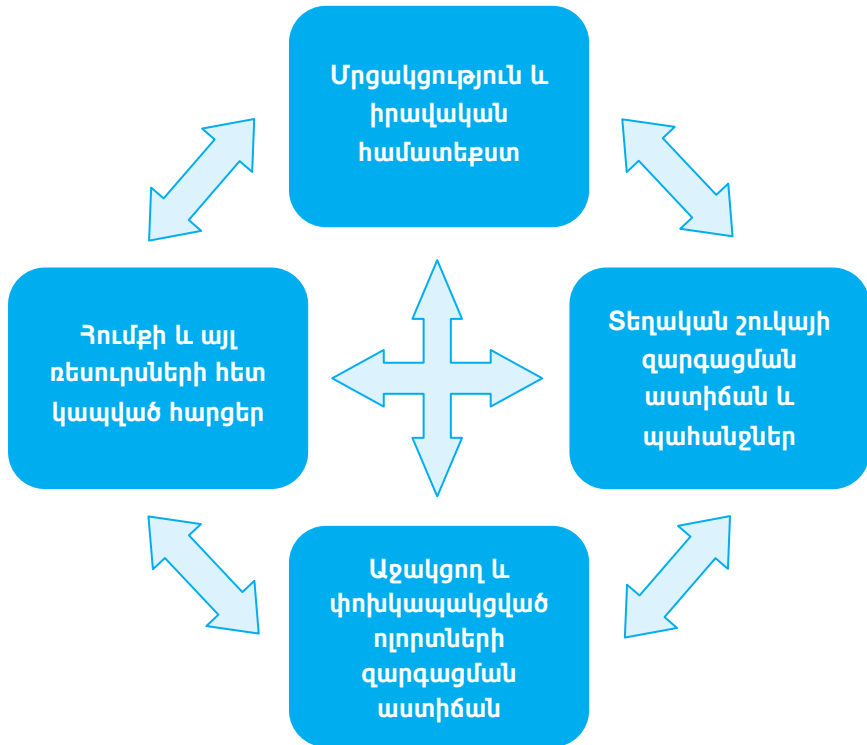 Մրցակցություն և
իրավական
համատեքստ
Հումքի և այլ
ռեսուրսների հետ
կապված հարցեր
Տեղական շուկայի
զարգացման
աստիճան և
պահանջներ
Աջակցող և
փոխկապակցված
ոլորտների
զարգացման
աստիճան